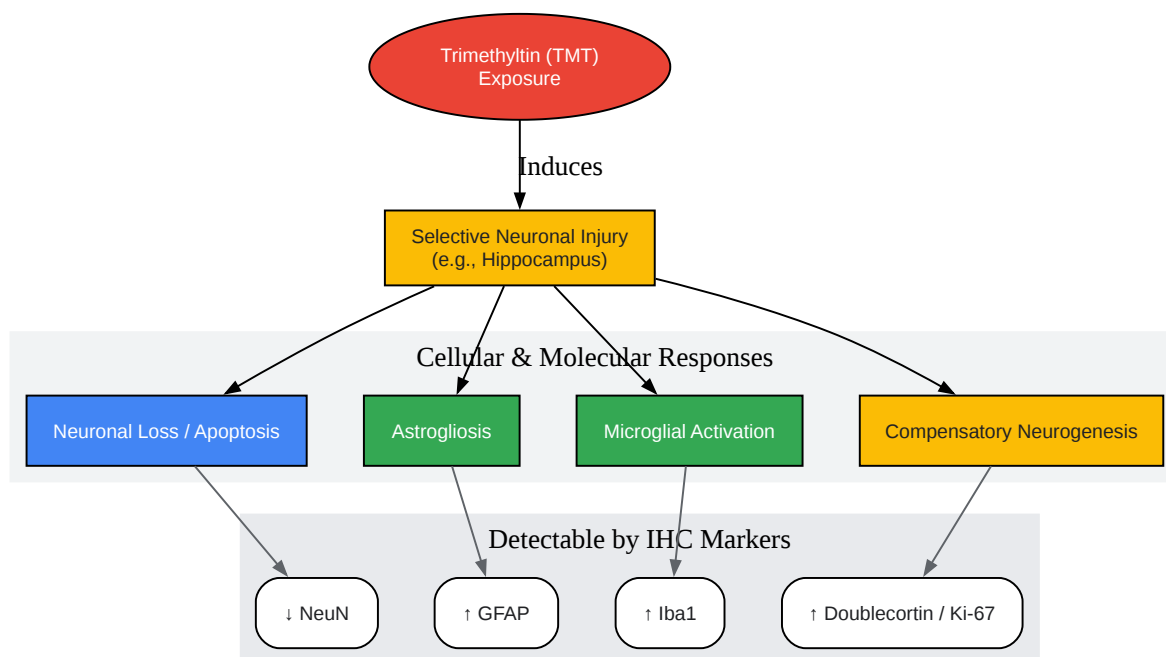 Trimethyltin (TMT)
Exposure
Induces
Selective Neuronal Injury
(e.g., Hippocampus)
Cellular & Molecular Responses
Neuronal Loss / Apoptosis
Astrogliosis
Microglial Activation
Compensatory Neurogenesis
Detectable by IHC Markers
↓ NeuN
↑ GFAP
↑ Iba1
↑ Doublecortin / Ki-67